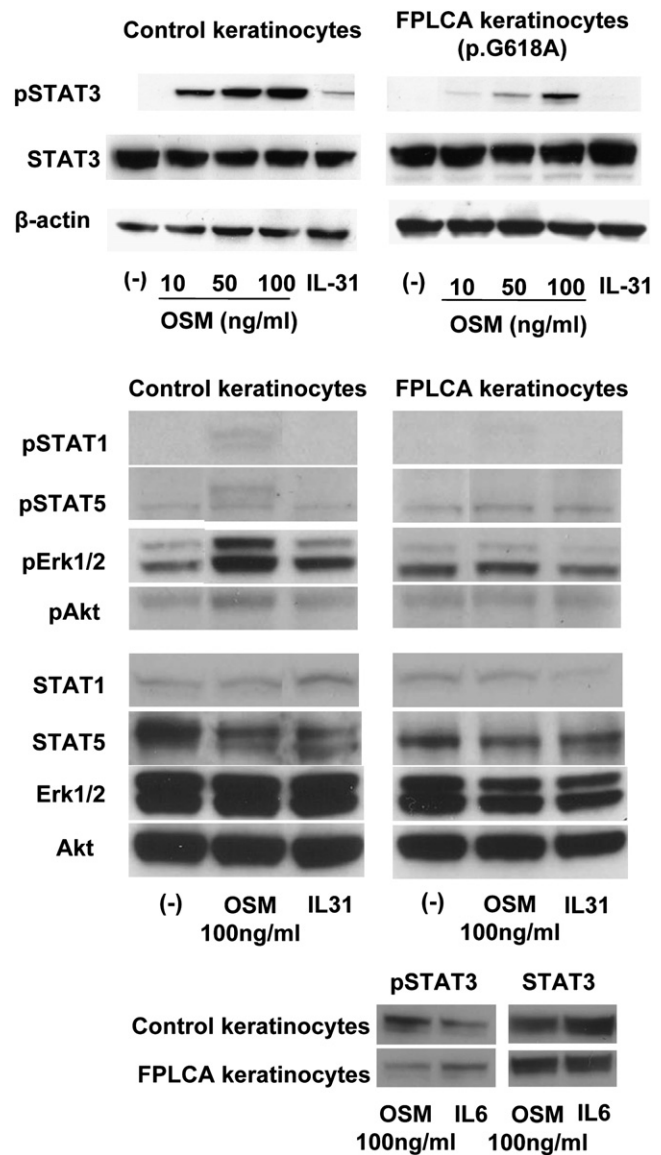 Control keratinocytes
FPLCA keratinocytes
(p.G618A)
pSTAT3
STAT3
β-actin
(-) 10 50 100 IL-31
OSM (ng/ml)
(-) 10 50 100 IL-31
OSM (ng/ml)
Control keratinocytes
FPLCA keratinocytes
pSTAT1
pSTAT5
pErk1/2
pAkt
STAT1
STAT5
Erk1/2
Akt
(-) OSM IL31
100ng/ml
(-) OSM IL31
100ng/ml
pSTAT3 STAT3
Control keratinocytes
FPLCA keratinocytes
OSM IL6 OSM IL6
100ng/ml 100ng/ml